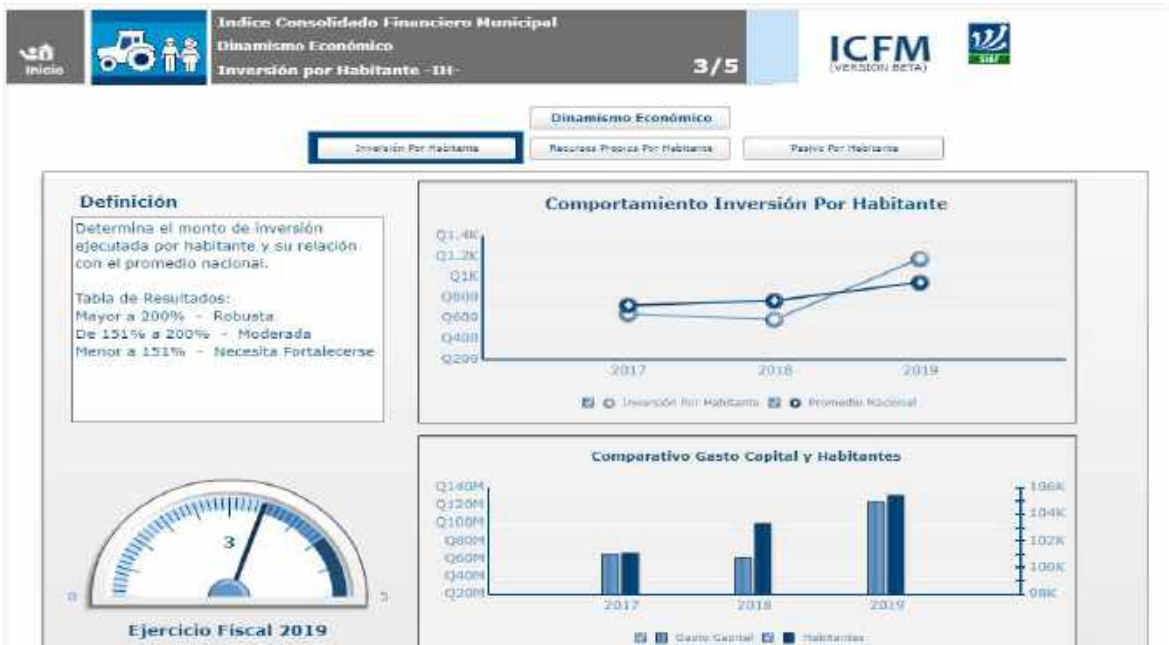 Indice Consolidado Financiero Municipal
Dinamismo Económico
Inversión por Habitante -IH-
Inicio
3/5
ICFM
(VERSION BETA)
SIAF
Dinamismo Económico
Inversión Por Habitante
Recursos Propios Por Habitante
Pasivo Por Habitante
Definición
Determina el monto de inversión
ejecutada por habitante y su relación
con el promedio nacional.
Tabla de Resultados:
Mayor a 200% - Robusta
De 151% a 200% - Moderada
Menor a 151% - Necesita Fortalecerse
Comportamiento Inversión Por Habitante
Q1.4K
Q1.2K
Q1K
Q800
Q600
Q400
Q200
2017
2018
2019
Inversión Por Habitante
Promedio Nacional
3
0
5
Ejercicio Fiscal 2019
Comparativo Gasto Capital y Habitantes
Q140M
Q120M
Q100M
Q80M
Q60M
Q40M
Q20M
106K
104K
102K
100K
98K
2017
2018
2019
Gasto Capital
Habitantes